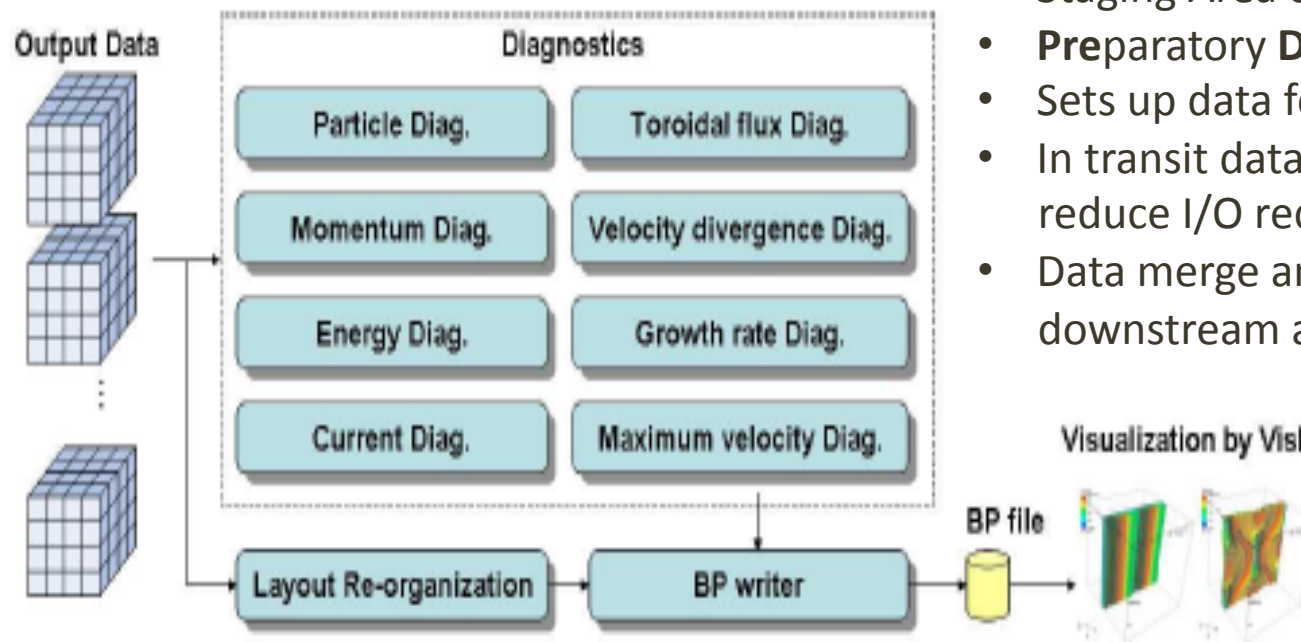 Output Data
Diagnostics
Particle Diag.
Toroidal flux Diag.
Momentum Diag.
Velocity divergence Diag.
Energy Diag.
Growth rate Diag.
Current Diag.
Maximum velocity Diag.
Layout Re-organization
BP writer
BP file
Visualization by
Staging Area
• Preparatory
• Sets up data
• In transit data
reduce I/O
• Data merge
downstream